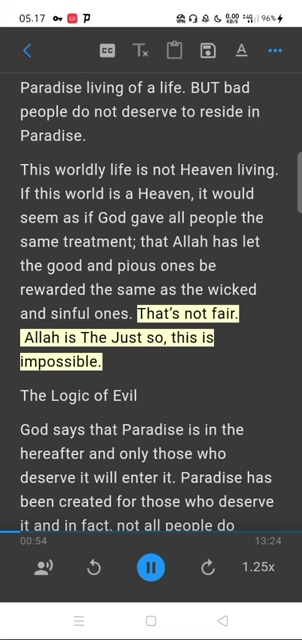 05.17
0.00 KB/S
4G
96%
CC
Paradise living of a life. BUT bad
people do not deserve to reside in
Paradise.
This worldly life is not Heaven living.
If this world is a Heaven, it would
seem as if God gave all people the
same treatment; that Allah has let
the good and pious ones be
rewarded the same as the wicked
and sinful ones. That's not fair.
Allah is The Just so, this is
impossible.
The Logic of Evil
God says that Paradise is in the
hereafter and only those who
deserve it will enter it. Paradise has
been created for those who deserve
it and in fact, not all people do
00:54
13:24
1.25x